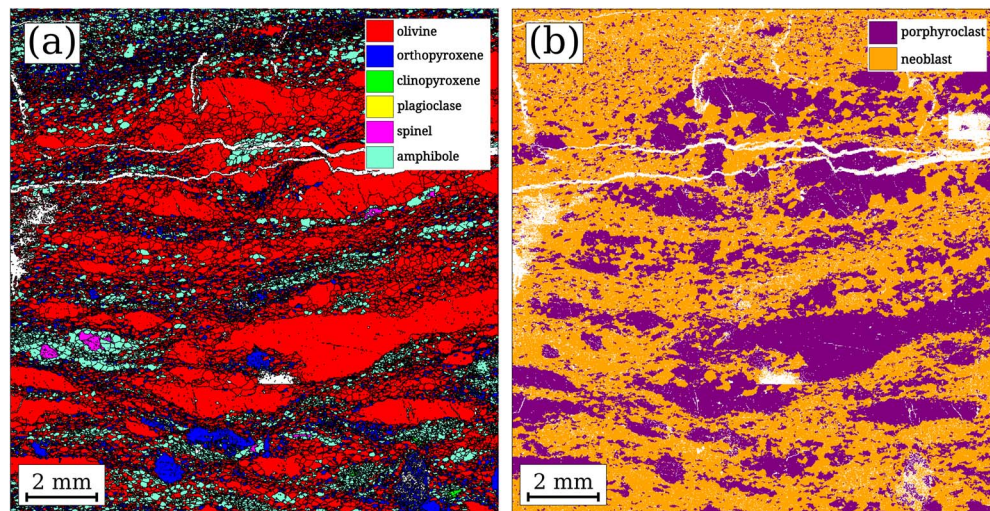 (a)
olivine
orthopyroxene
clinopyroxene
plagioclase
spinel
amphibole
2 mm
(b)
porphyroclast
neoblast
2 mm